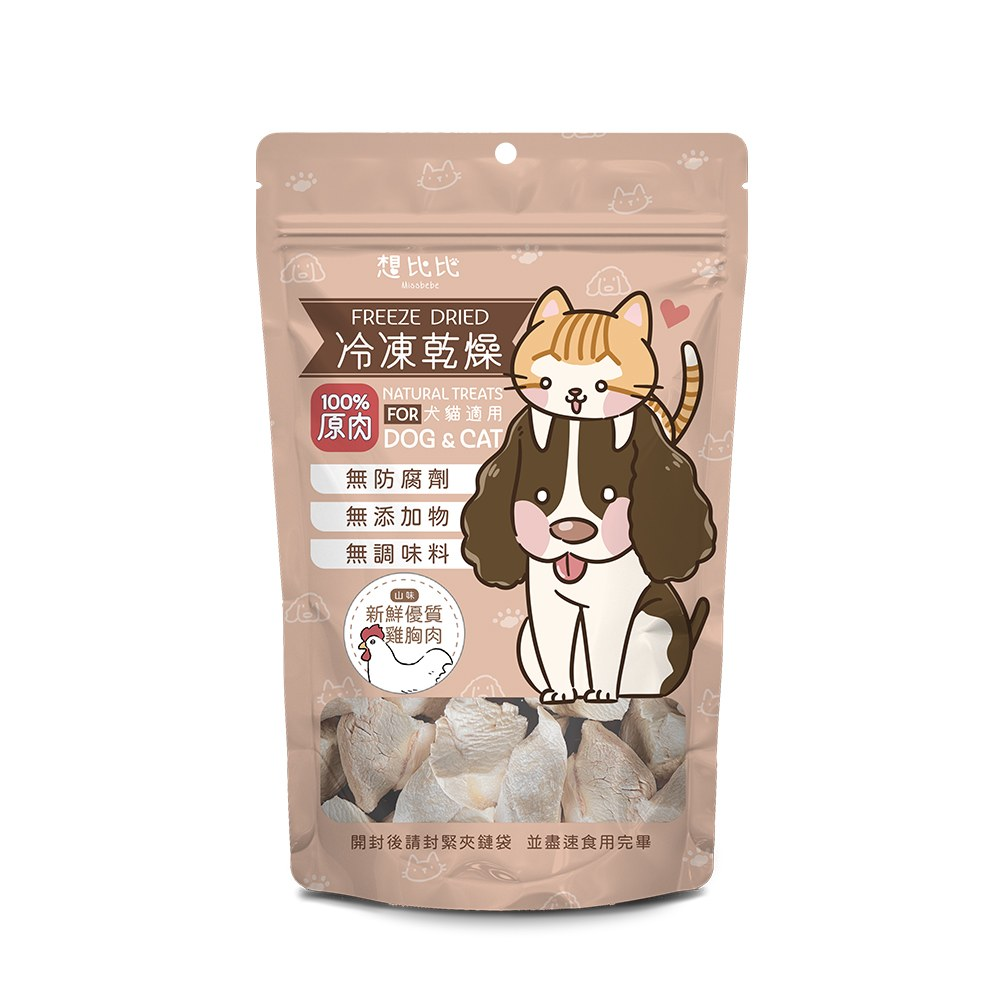 想比比
Misobebe
FREEZE DRIED
冷凍乾燥
100%
原肉
NATURAL TREATS
FOR 犬貓適用
DOG & CAT
無防腐劑
無添加物
無調味料
山味
新鮮優質
雞胸肉
開封後請封緊夾鏈袋 並盡速食用完畢